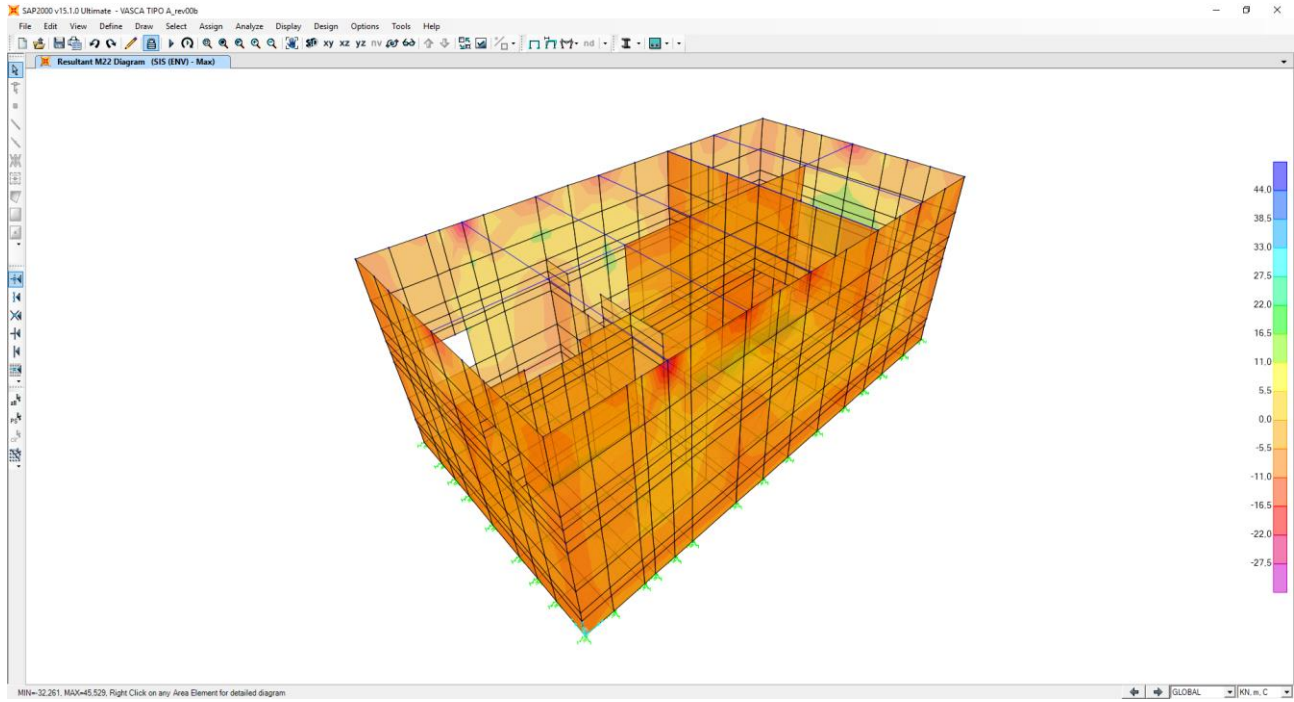 SAP2000 v15.1.0 Ultimate - VASCA TIPO A_rev00b
File Edit View Define Draw Select Assign Analyze Display Design Options Tools Help
xy xz yz nv nd
Resultant M22 Diagram (SIS (ENV) - Max)
44.0
38.5
33.0
27.5
22.0
16.5
11.0
5.5
0.0
-5.5
-11.0
-16.5
-22.0
-27.5
MIN=-32.261, MAX=45.529, Right Click on any Area Element for detailed diagram
GLOBAL
KN, m, C